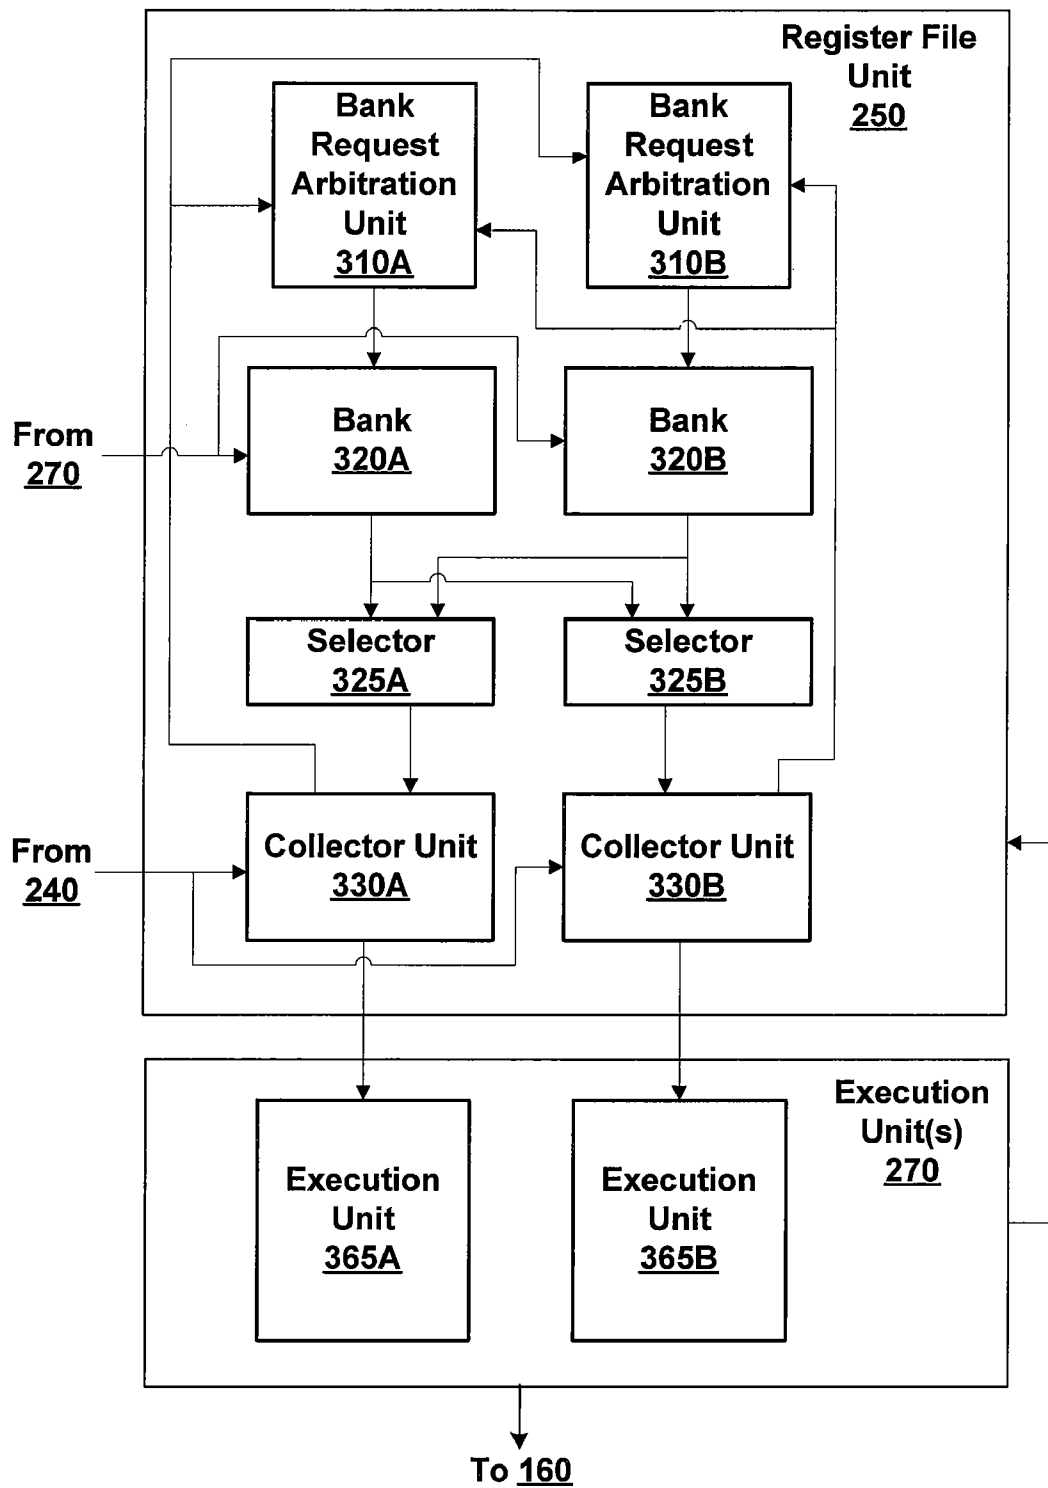 Register File
Unit
250
Bank
Request
Arbitration
Unit
310A
Bank
Request
Arbitration
Unit
310B
From
270
Bank
320A
Bank
320B
Selector
325A
Selector
325B
From
240
Collector Unit
330A
Collector Unit
330B
Execution
Unit(s)
270
Execution
Unit
365A
Execution
Unit
365B
To 160